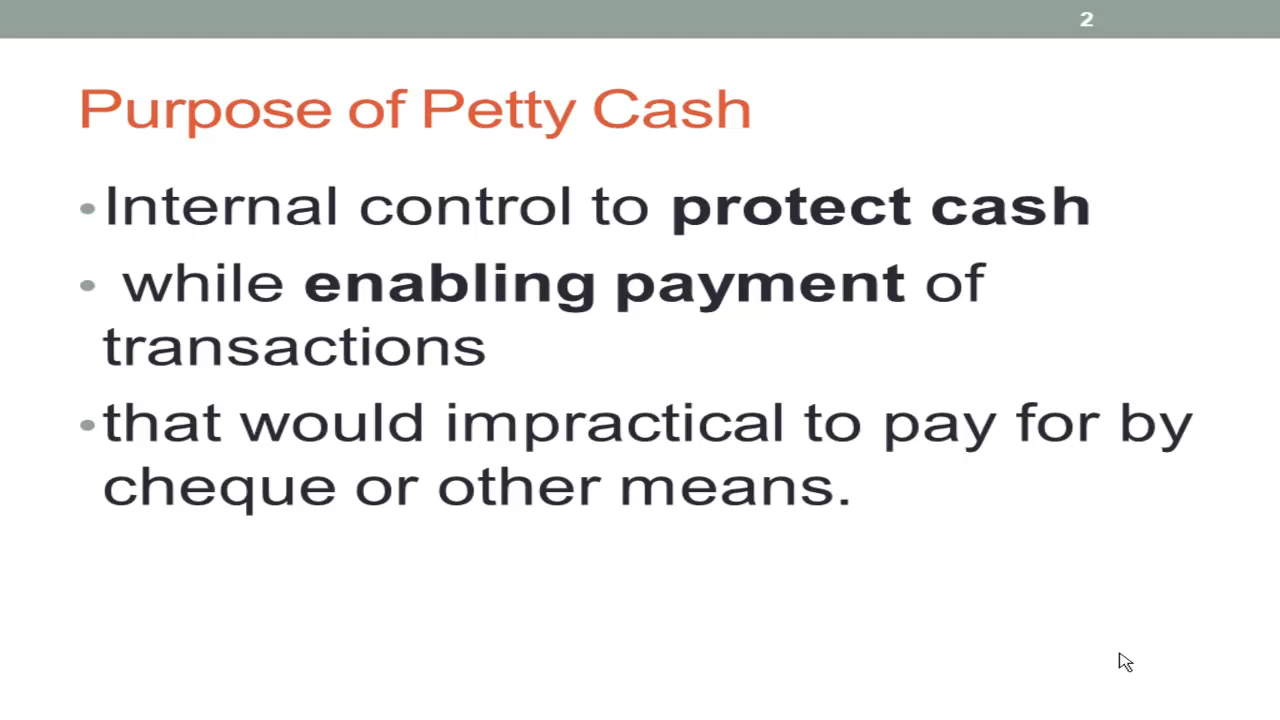 2
Purpose of Petty Cash
•Internal control to protect cash
• while enabling payment of
transactions
•that would impractical to pay for by
cheque or other means.